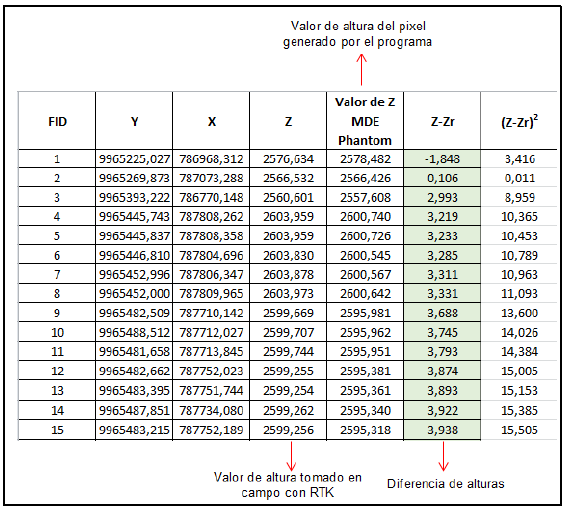 Valor de altura del pixel
generado por el programa
FID Y X Z Valor de Z MDE Phantom Z-Zr (Z-Zr)²
1 9965225,027 786968,312 2576,634 2578,482 -1,848 3,416
2 9965269,873 787073,288 2566,532 2566,426 0,106 0,011
3 9965393,222 786770,148 2560,601 2557,608 2,993 8,959
4 9965445,743 787808,262 2603,959 2600,740 3,219 10,365
5 9965445,837 787808,358 2603,959 2600,726 3,233 10,453
6 9965446,810 787804,696 2603,830 2600,545 3,285 10,789
7 9965452,996 787806,347 2603,878 2600,567 3,311 10,963
8 9965452,000 787809,965 2603,973 2600,642 3,331 11,093
9 9965482,509 787710,142 2599,669 2595,981 3,688 13,600
10 9965488,512 787712,027 2599,707 2595,962 3,745 14,026
11 9965481,658 787713,845 2599,744 2595,951 3,793 14,384
12 9965482,662 787752,023 2599,255 2595,381 3,874 15,005
13 9965483,395 787751,744 2599,254 2595,361 3,893 15,153
14 9965487,851 787734,080 2599,262 2595,340 3,922 15,385
15 9965483,215 787752,189 2599,256 2595,318 3,938 15,505
Valor de altura tomado en
campo con RTK
Diferencia de alturas